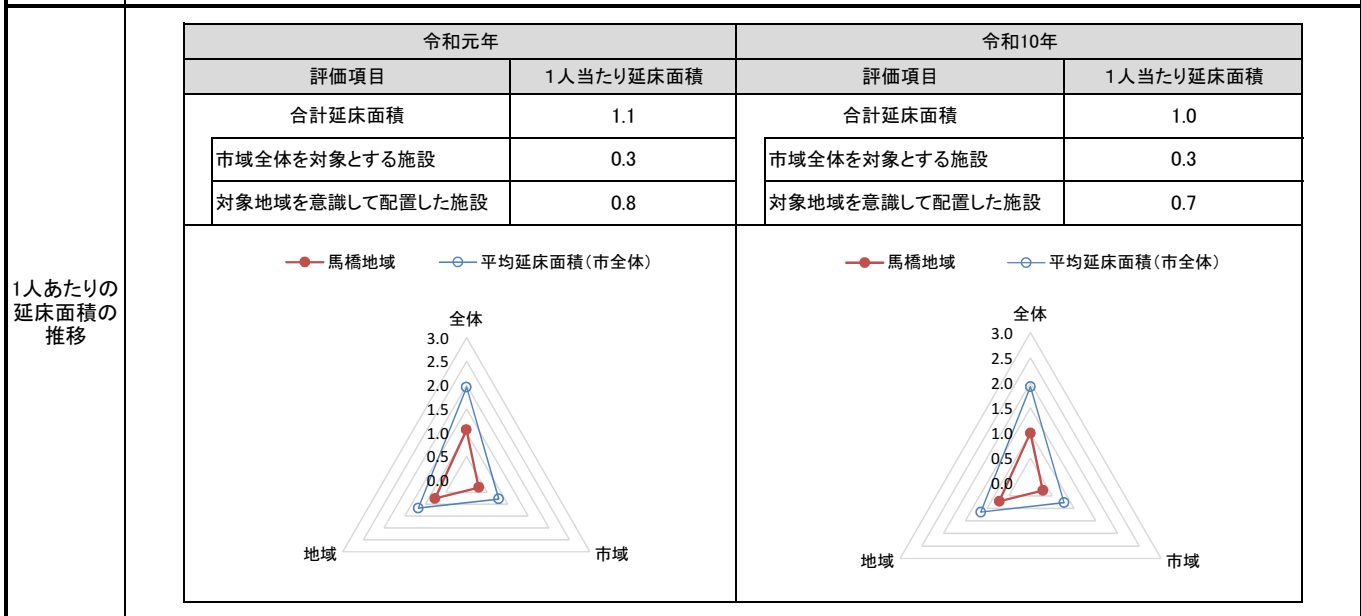 1人あたりの
延床面積の
推移
令和元年 令和10年
評価項目 1人当たり延床面積 評価項目 1人当たり延床面積
合計延床面積 1.1 合計延床面積 1.0
市域全体を対象とする施設 0.3 市域全体を対象とする施設 0.3
対象地域を意識して配置した施設 0.8 対象地域を意識して配置した施設 0.7
馬橋地域 平均延床面積(市全体)
全体
3.0
2.5
2.0
1.5
1.0
0.5
0.0
地域 市域
馬橋地域 平均延床面積(市全体)
全体
3.0
2.5
2.0
1.5
1.0
0.5
0.0
地域 市域